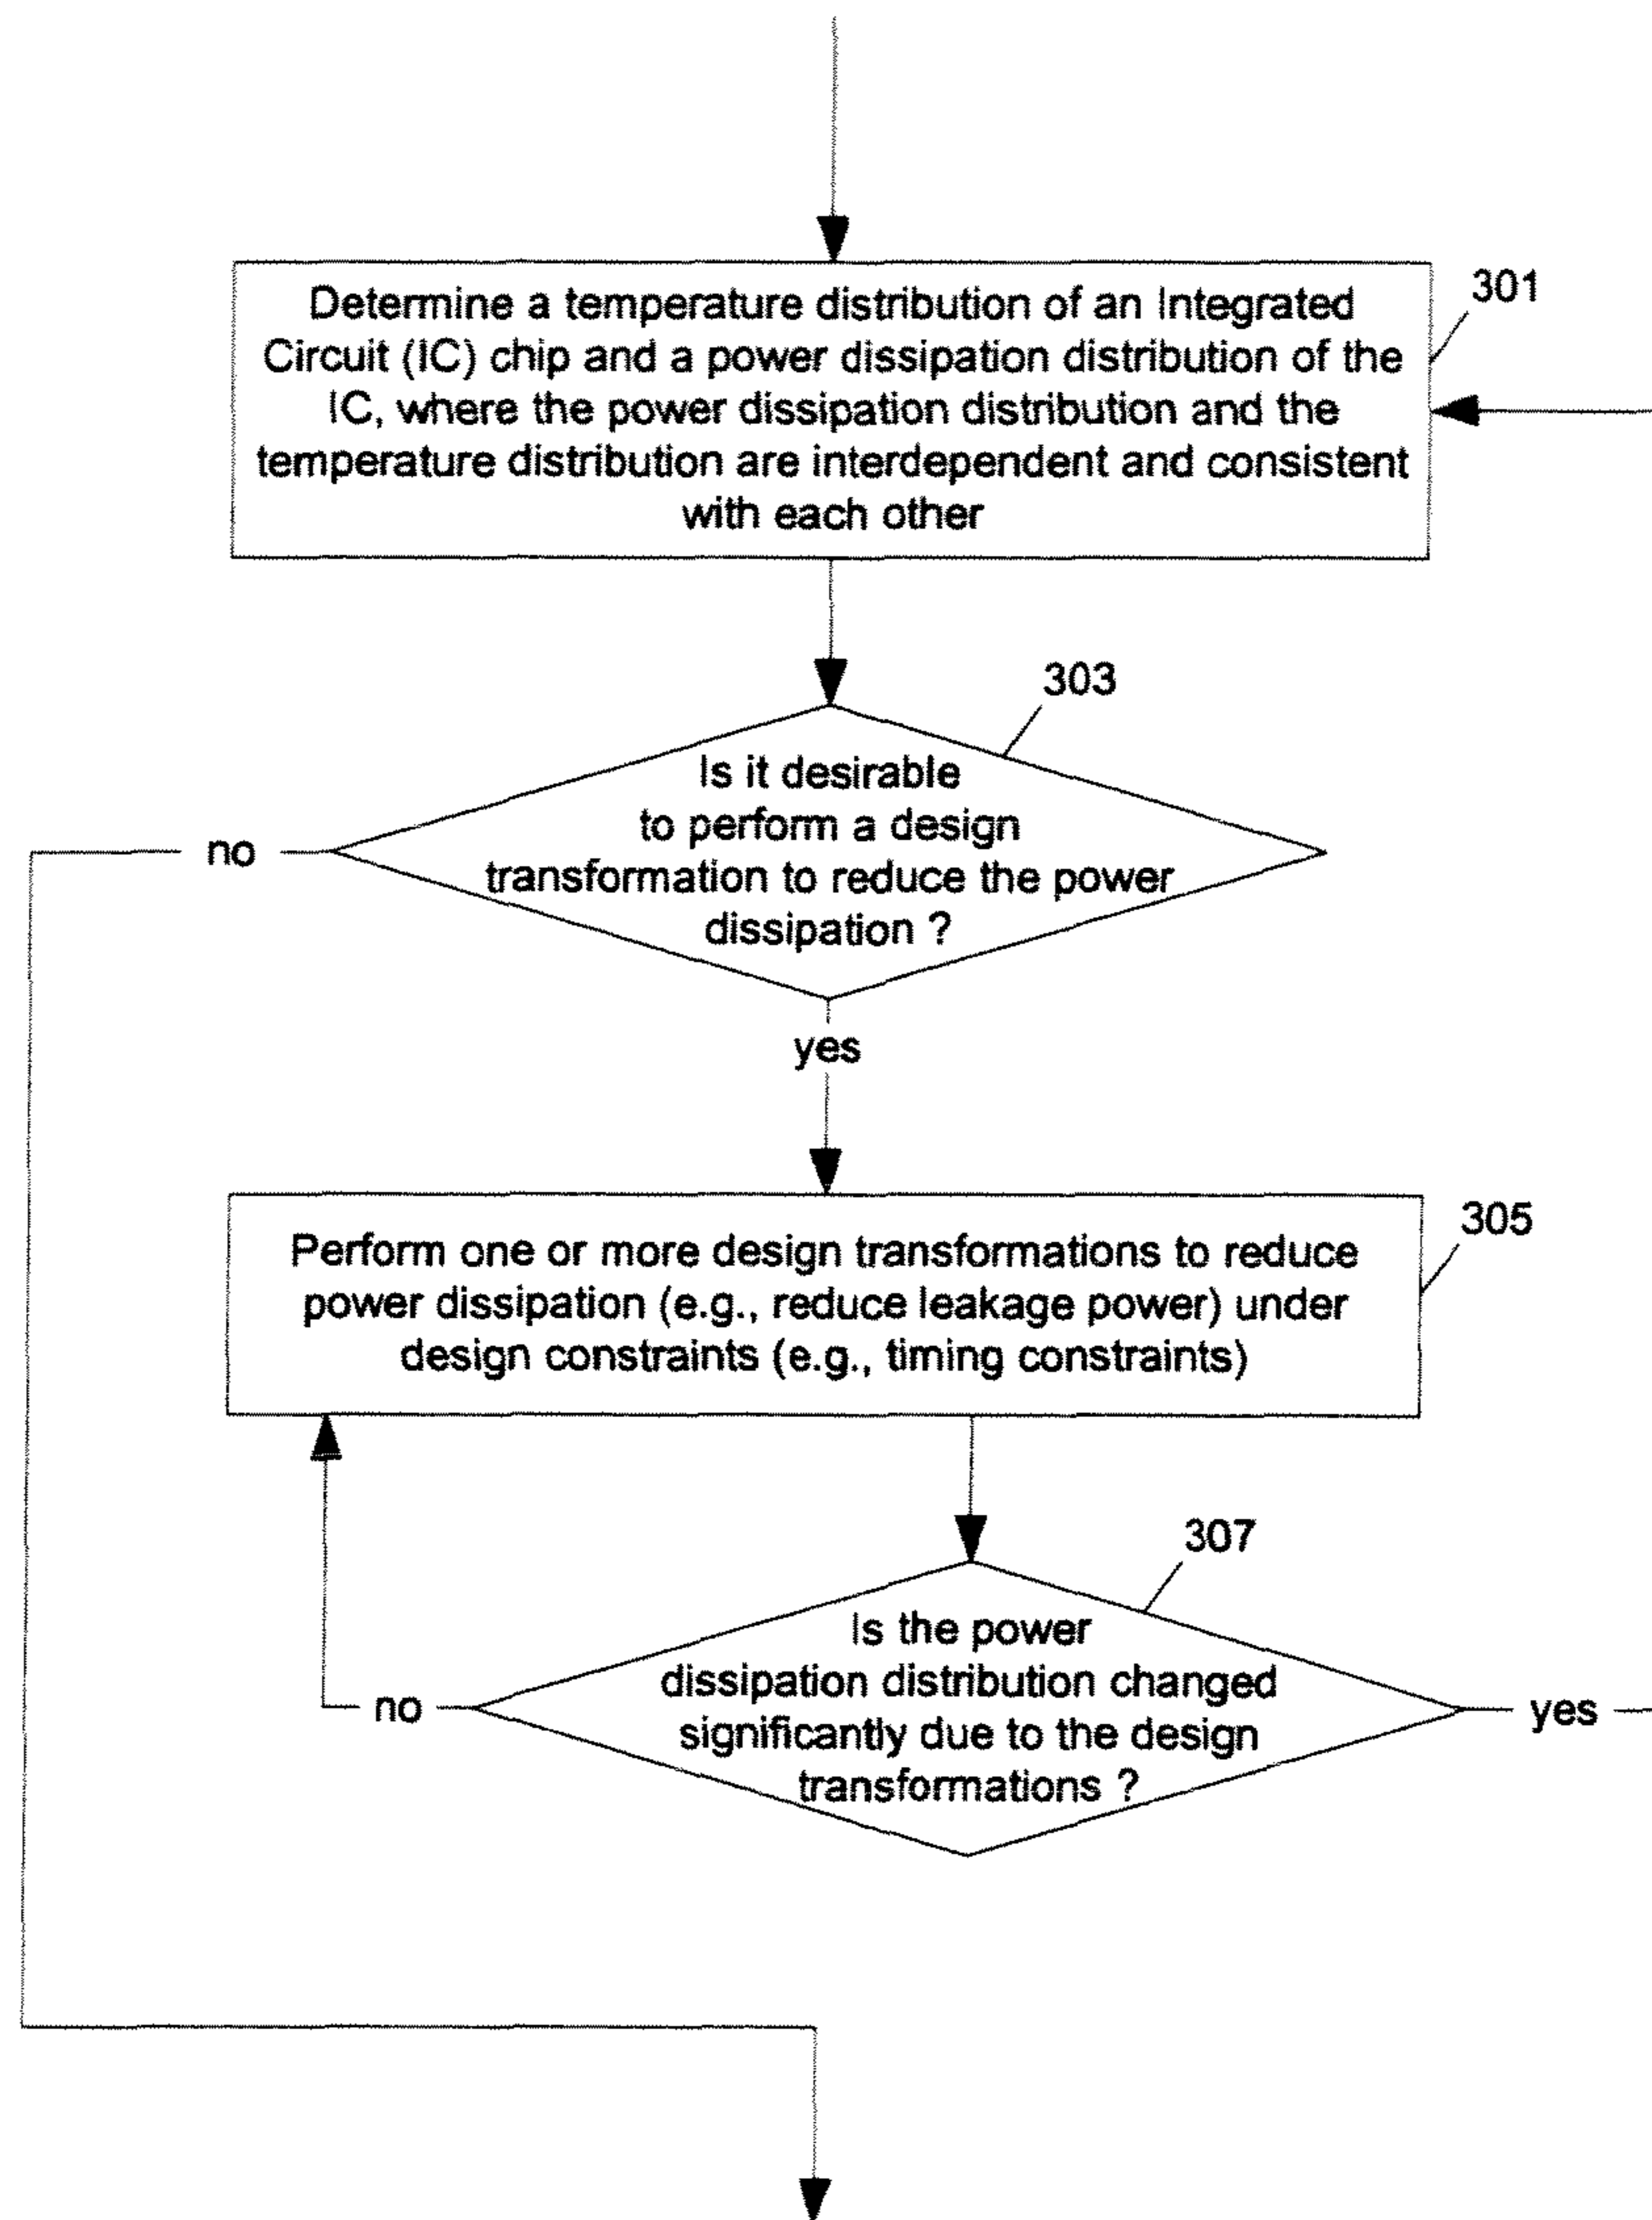 Determine a temperature distribution of an Integrated
Circuit (IC) chip and a power dissipation distribution of the
IC, where the power dissipation distribution and the
temperature distribution are interdependent and consistent
with each other
301
303
Is it desirable
to perform a design
transformation to reduce the power
dissipation ?
no
yes
305
Perform one or more design transformations to reduce
power dissipation (e.g., reduce leakage power) under
design constraints (e.g., timing constraints)
307
Is the power
dissipation distribution changed
significantly due to the design
transformations ?
no
yes